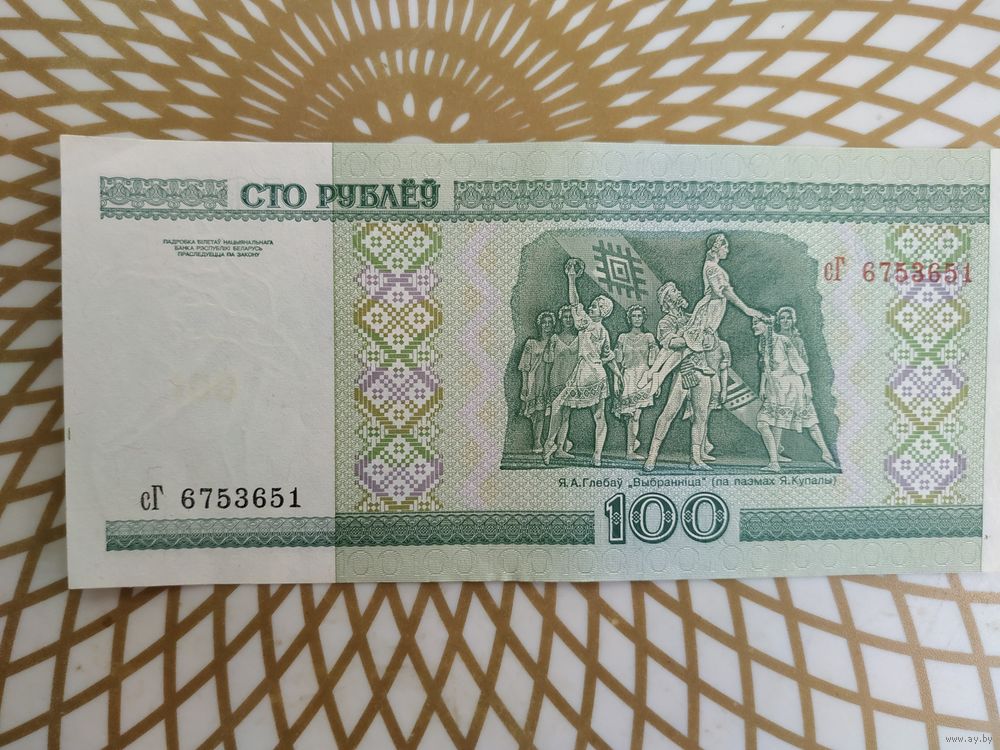 СТО РУБЛЁЎ
ПАДРОБКА БІЛЕТАЎ НАЦЫЯНАЛЬНАГА
БАНКА РЭСПУБЛІКІ БЕЛАРУСЬ
ПРАСЛЕДУЕЦЦА ПА ЗАКОНУ
сГ 6753651
сГ 6753651
Я.А.Глебаў „Выбранніца" (па паэмах Я.Купалы)
100
www.ay.by